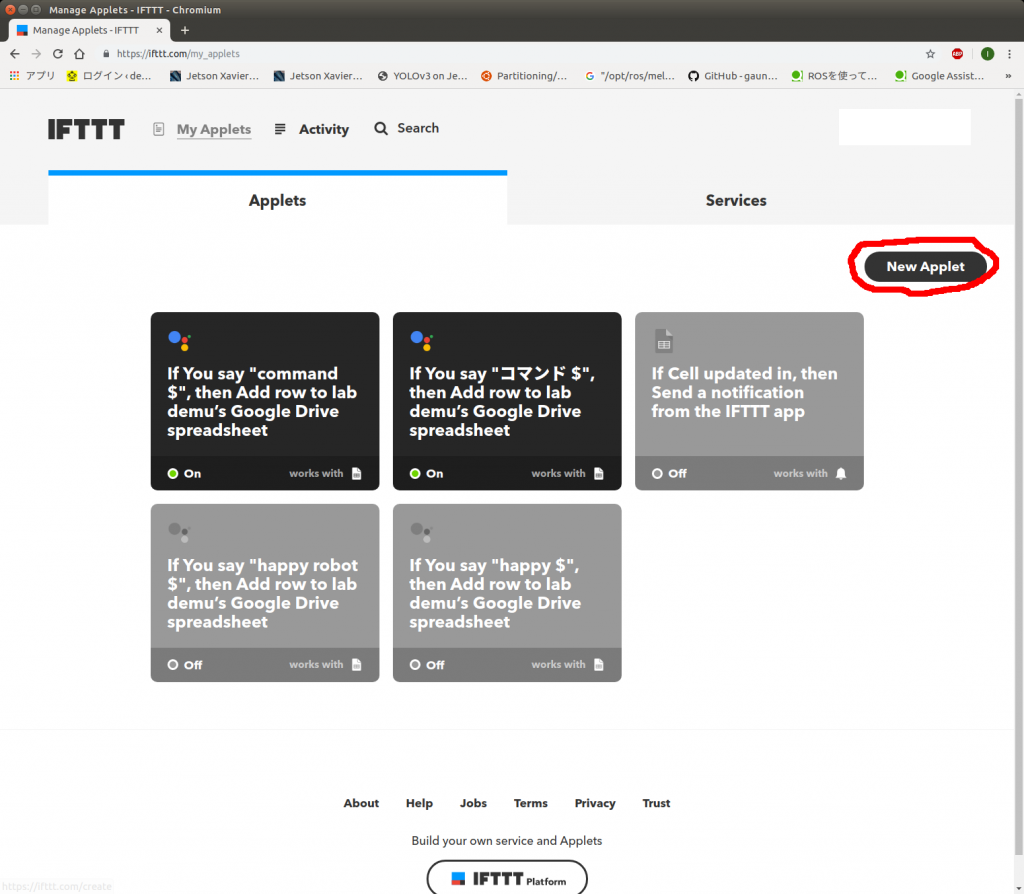 Manage Applets - IFTTT - Chromium
Manage Applets - IFTTT
https://ifttt.com/my_applets
アプリ ログイン ‹ de... Jetson Xavier... Jetson Xavier... YOLOv3 on Je... Partitioning/... "/opt/ros/mel... GitHub - gaun... ROSを使って... Google Assist... »
IFTTT My Applets Activity Search
Applets Services
New Applet
If You say "command
$", then Add row to lab
demu’s Google Drive
spreadsheet
On works with
If You say "コマンド $",
then Add row to lab
demu’s Google Drive
spreadsheet
On works with
If Cell updated in, then
Send a notification
from the IFTTT app
Off works with
If You say "happy robot
$", then Add row to lab
demu’s Google Drive
spreadsheet
Off works with
If You say "happy $",
then Add row to lab
demu’s Google Drive
spreadsheet
Off works with
About Help Jobs Terms Privacy Trust
Build your own service and Applets
IFTTT Platform
https://ifttt.com/create